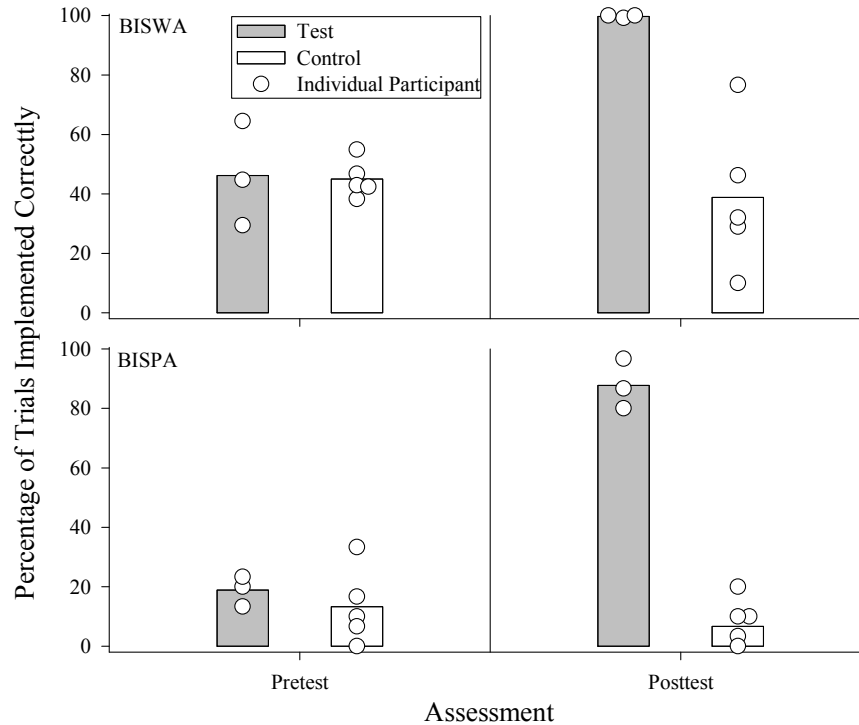 BISWA
Test
Control
Individual Participant
100
80
60
40
20
0
BISPA
100
80
60
40
20
0
Percentage of Trials Implemented Correcttly
Pretest
Posttest
Assessment